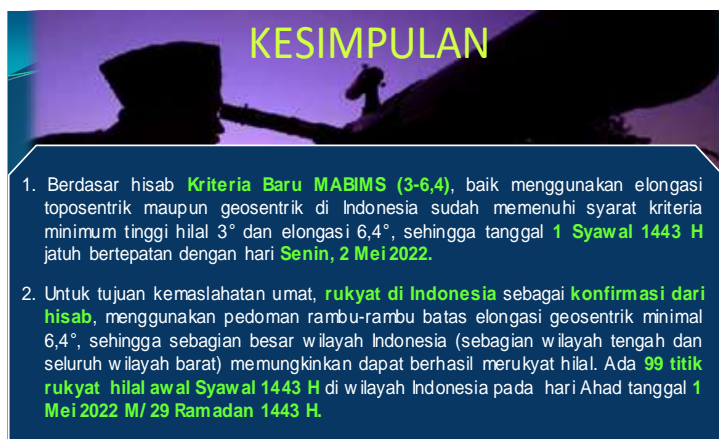 KESIMPULAN
1. Berdasar hisab Kriteria Baru MABIMS (3-6,4), baik menggunakan elongasi
toposentrik maupun geosentrik di Indonesia sudah memenuhi syarat kriteria
minimum tinggi hilal 3° dan elongasi 6,4°, sehingga tanggal 1 Syawal 1443 H
jatuh bertepatan dengan hari Senin, 2 Mei 2022.
2. Untuk tujuan kemaslahatan umat, rukyat di Indonesia sebagai konfirmasi dari
hisab, menggunakan pedoman rambu-rambu batas elongasi geosentrik minimal
6,4°, sehingga sebagian besar wilayah Indonesia (sebagian wilayah tengah dan
seluruh wilayah barat) memungkinkan dapat berhasil merukyat hilal. Ada 99 titik
rukyat hilal awal Syawal 1443 H di wilayah Indonesia pada hari Ahad tanggal 1
Mei 2022 M/ 29 Ramadan 1443 H.